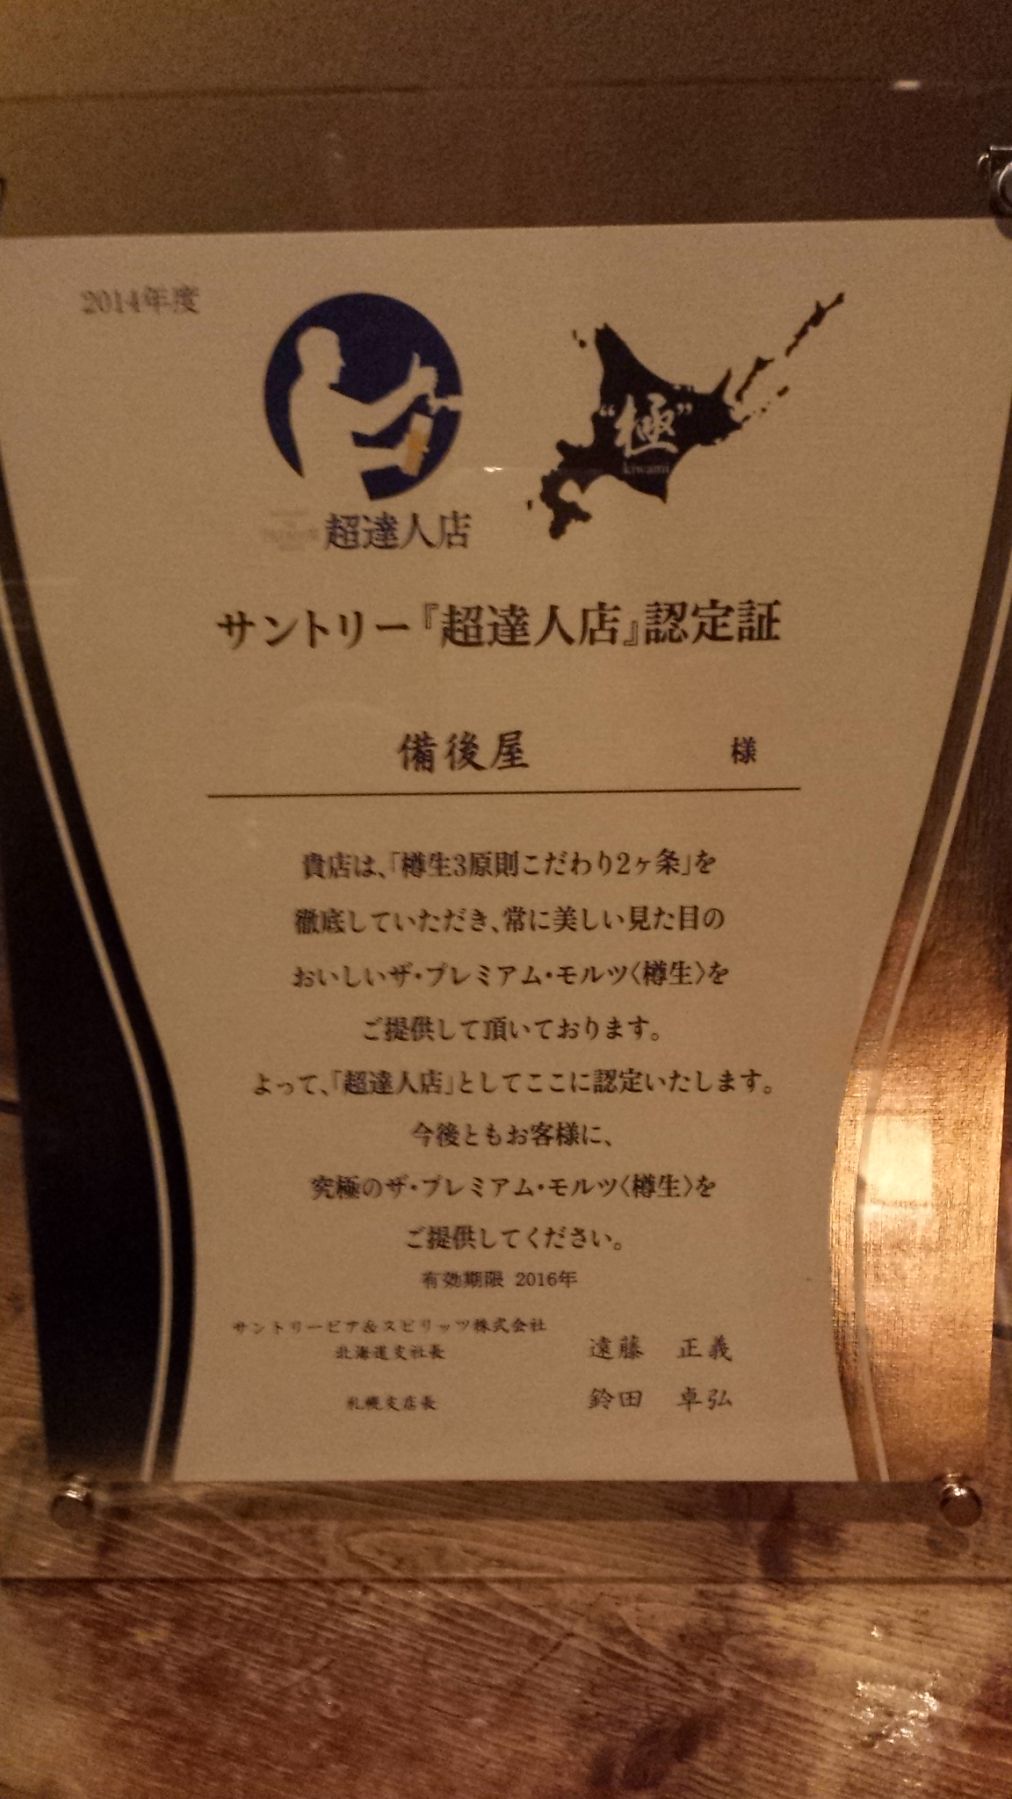 2014年度
"極"
kiwami
超達人店
サントリー『超達人店』認定証
備後屋 様
貴店は、「樽生3原則こだわり2ヶ条」を
徹底していただき、常に美しい見た目の
おいしいザ・プレミアム・モルツ〈樽生〉を
ご提供して頂いております。
よって、「超達人店」としてここに認定いたします。
今後ともお客様に、
究極のザ・プレミアム・モルツ〈樽生〉を
ご提供してください。
有効期限 2016年
サントリービア&スピリッツ株式会社
北海道支社長 遠藤 正義
札幌支店長 鈴田 卓弘